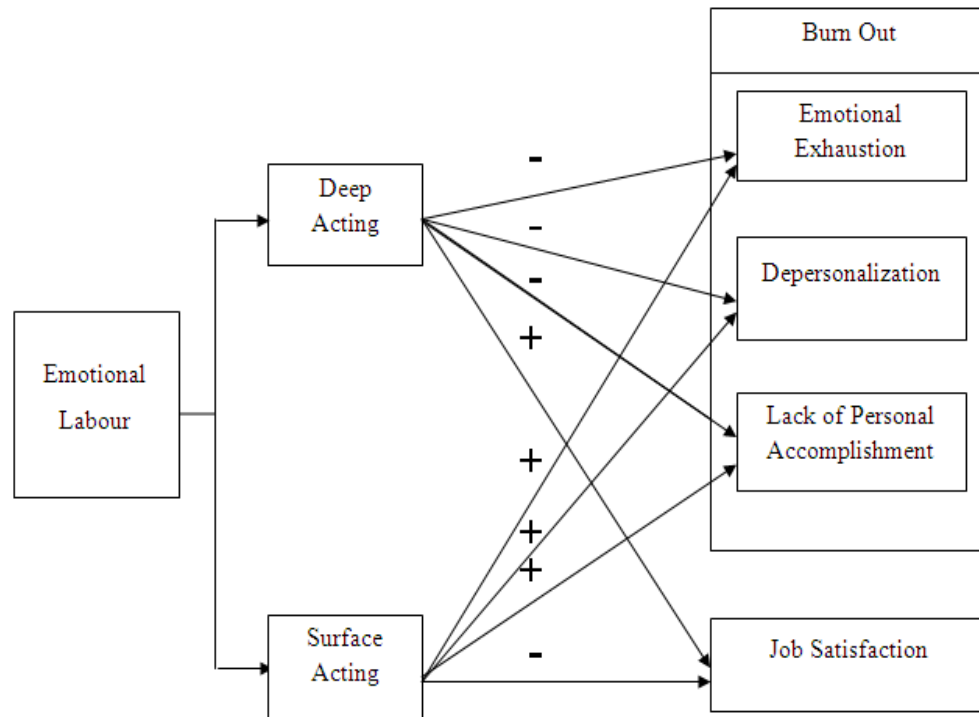 Burn Out
Emotional
Exhaustion
-
Deep
Acting
-
Depersonalization
-
+
Emotional
Labour
Lack of Personal
Accomplishment
+
+
+
Surface
Acting
-
Job Satisfaction